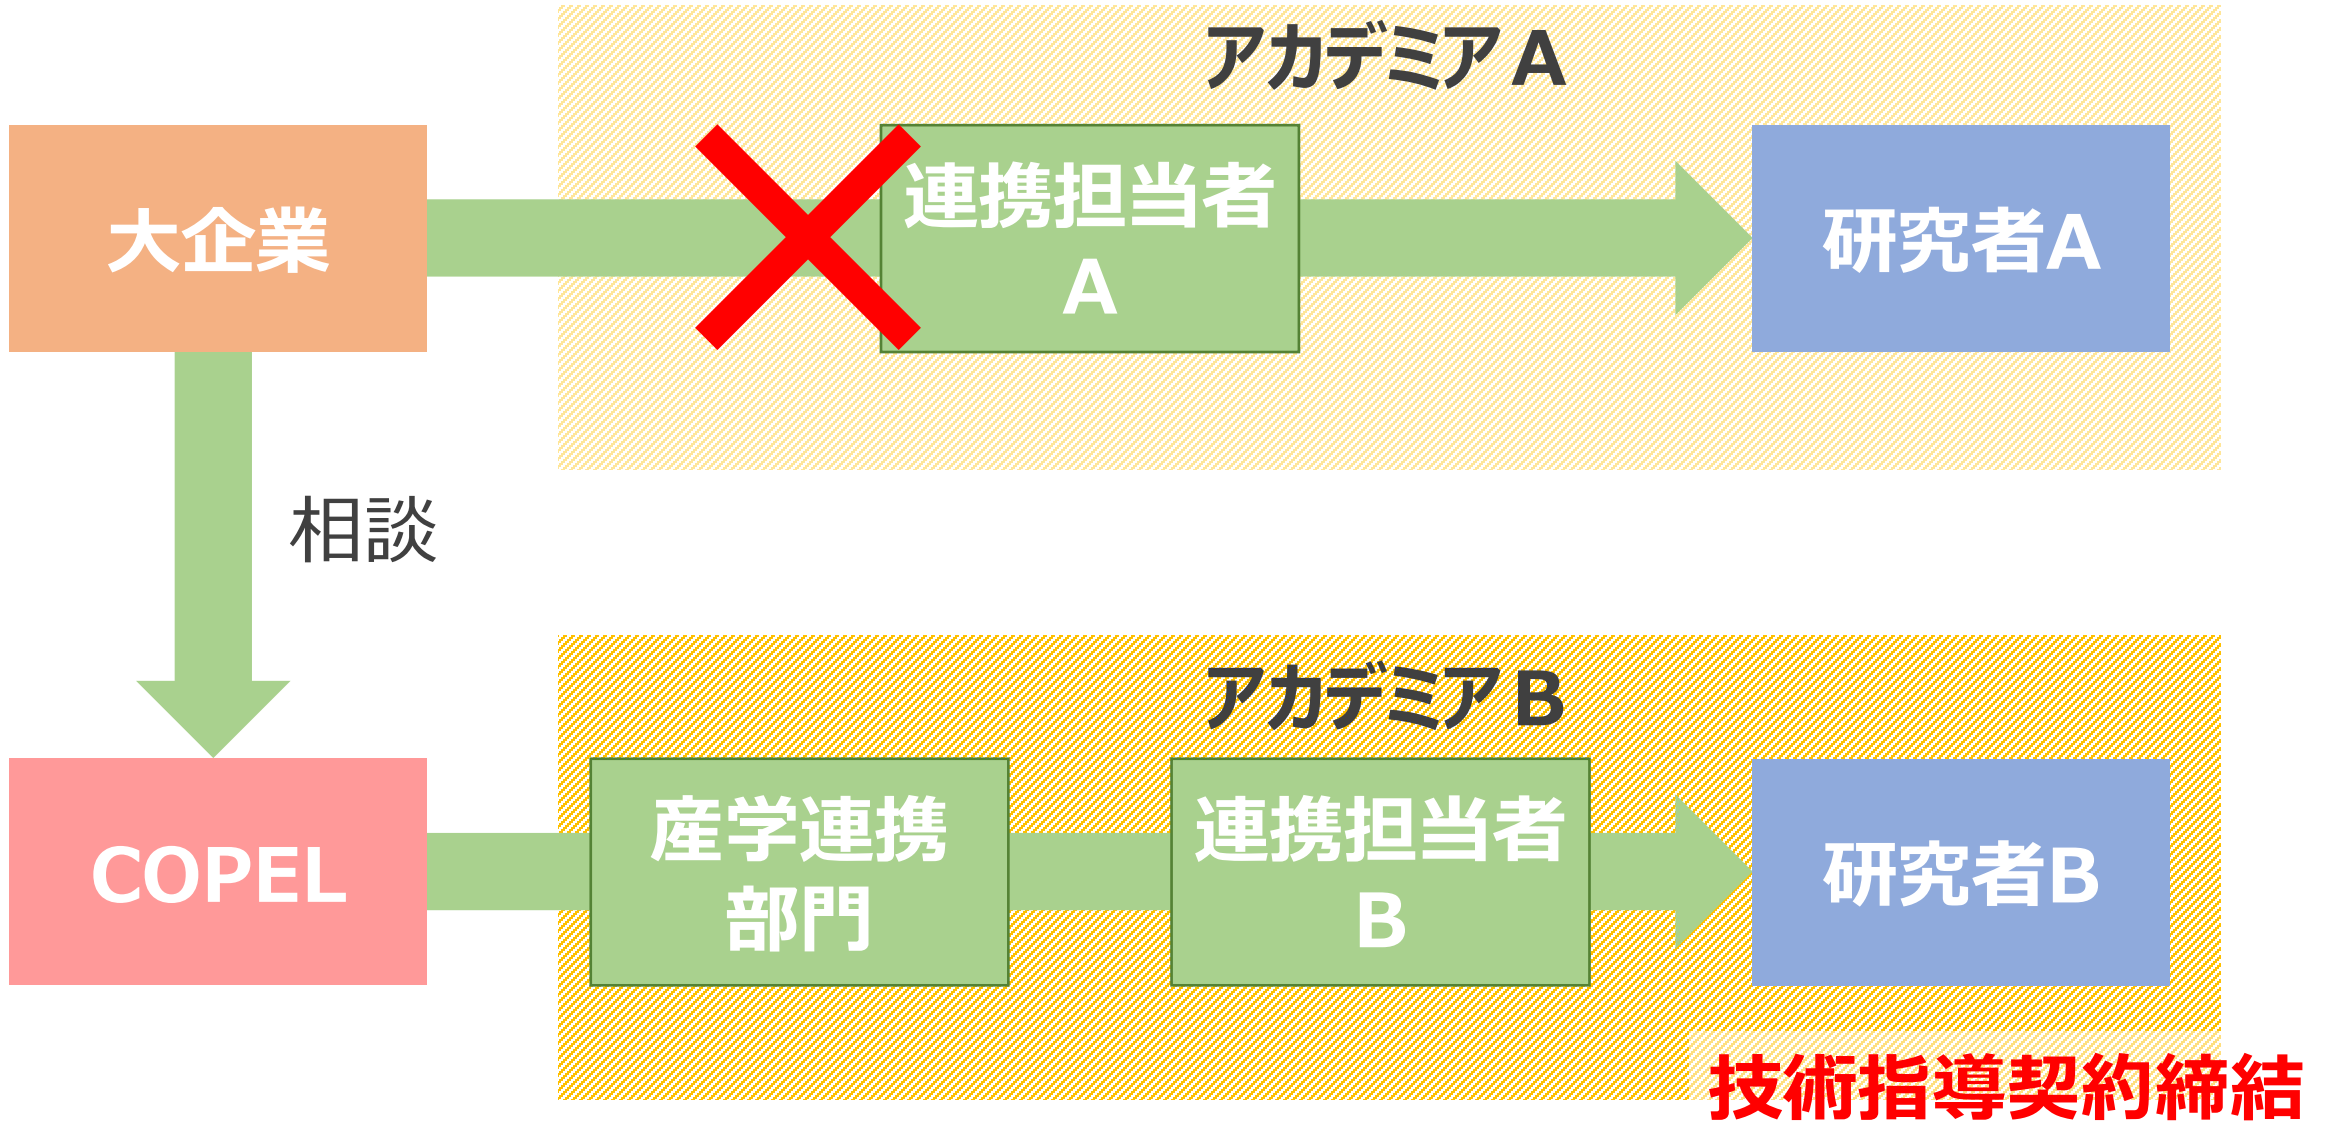 アカデミアA
大企業
連携担当者
A
研究者A
相談
アカデミアB
COPEL
産学連携
部門
連携担当者
B
研究者B
技術指導契約締結